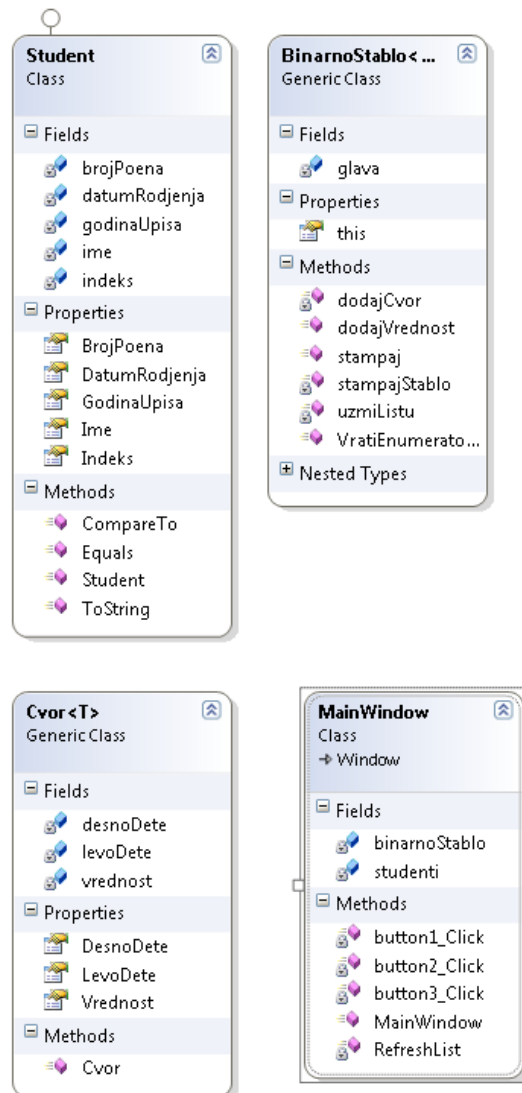 Student
Class
Fields
brojPoena
datumRodjenja
godinaUpisa
ime
indeks
Properties
BrojPoena
DatumRodjenja
GodinaUpisa
Ime
Indeks
Methods
CompareTo
Equals
Student
ToString
BinarnoStablo< ...
Generic Class
Fields
glava
Properties
this
Methods
dodajCvor
dodajVrednost
stampaj
stampajStablo
uzmiListu
VratiEnumerato...
Nested Types
Cvor<T>
Generic Class
Fields
desnoDete
levoDete
vrednost
Properties
DesnoDete
LevoDete
Vrednost
Methods
Cvor
MainWindow
Class
Window
Fields
binarnoStablo
studenti
Methods
button1_Click
button2_Click
button3_Click
MainWindow
RefreshList